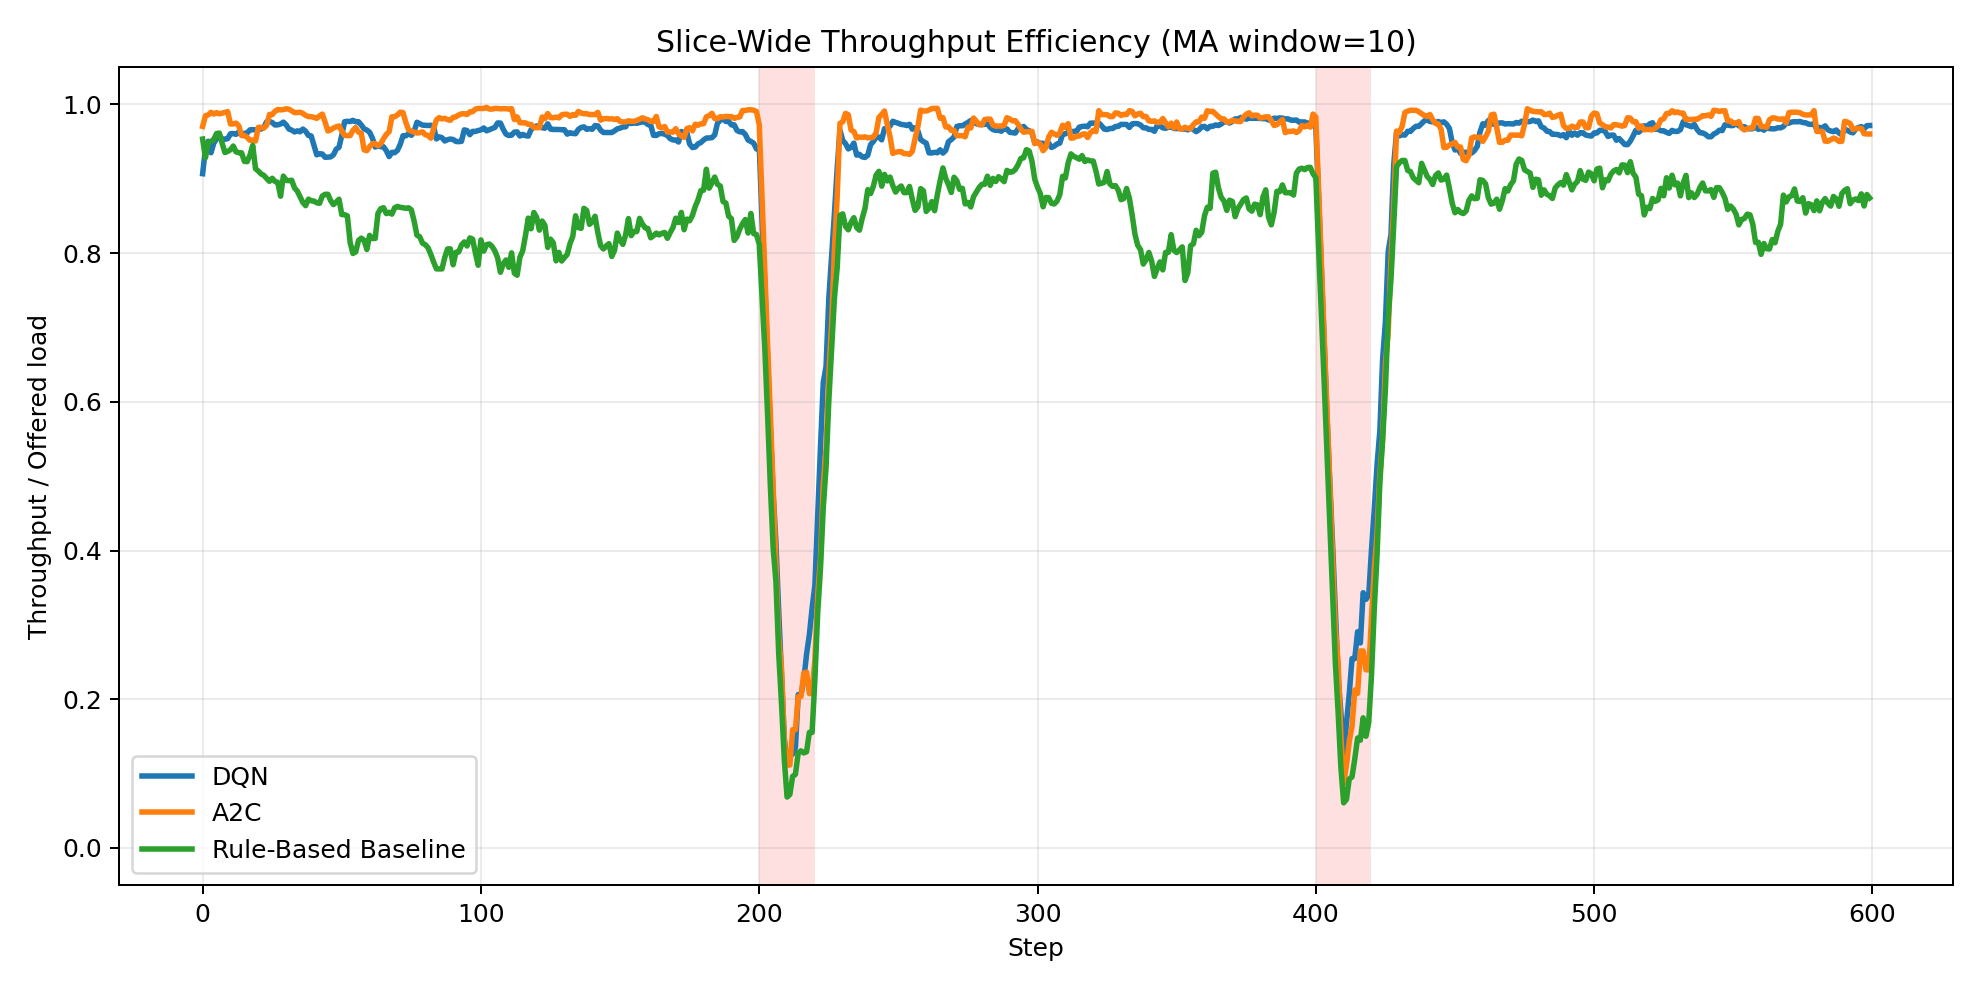 Slice-Wide Throughput Efficiency (MA window=10)
Throughput / Offered load
1.0
0.8
0.6
0.4
0.2
0.0
DQN
A2C
Rule-Based Baseline
0 100 200 300 400 500 600
Step